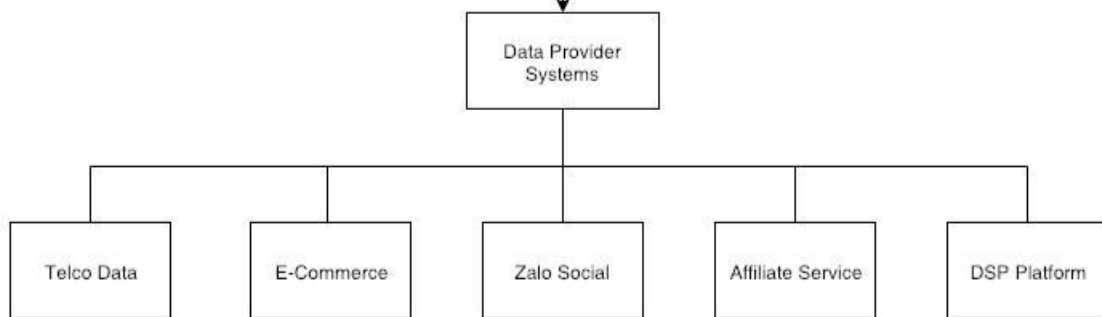 Data Provider
Systems
Telco Data
E-Commerce
Zalo Social
Affiliate Service
DSP Platform